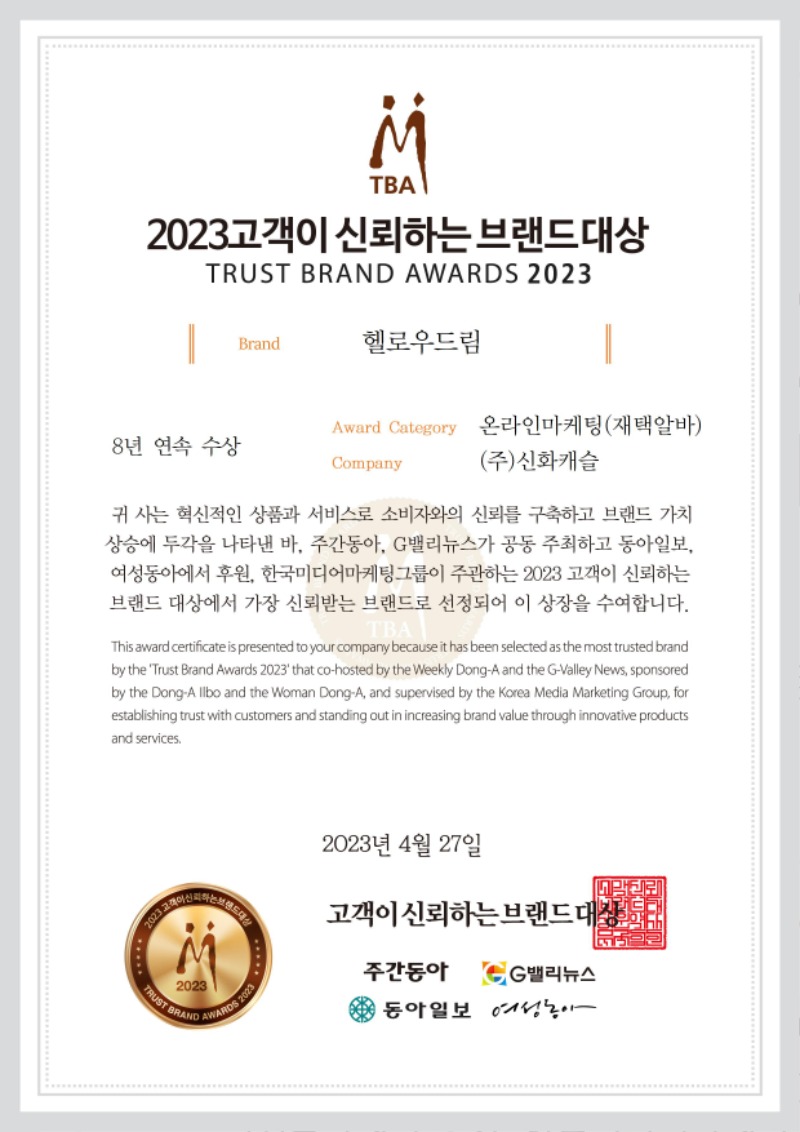 TBA
2023고객이 신뢰하는 브랜드 대상
TRUST BRAND AWARDS 2023
Brand 헬로우드림
8년 연속 수상
Award Category 온라인마케팅(재택알바)
Company (주)신화캐슬
귀 사는 혁신적인 상품과 서비스로 소비자와의 신뢰를 구축하고 브랜드 가치
상승에 두각을 나타낸 바, 주간동아, G밸리뉴스가 공동 주최하고 동아일보,
여성동아에서 후원, 한국미디어마케팅그룹이 주관하는 2023 고객이 신뢰하는
브랜드 대상에서 가장 신뢰받는 브랜드로 선정되어 이 상장을 수여합니다.
TBA
This award certificate is presented to your company because it has been selected as the most trusted brand
by the 'Trust Brand Awards 2023' that co-hosted by the Weekly Dong-A and the G-Valley News, sponsored
by the Dong-A Ilbo and the Woman Dong-A, and supervised by the Korea Media Marketing Group, for
establishing trust with customers and standing out in increasing brand value through innovative products
and services.
2023년 4월 27일
2023 고객이신뢰하는브랜드대상
2023
TRUST BRAND AWARDS 2023
고객이 신뢰하는 브랜드 대상
주간동아 G밸리뉴스
동아일보 여성동아